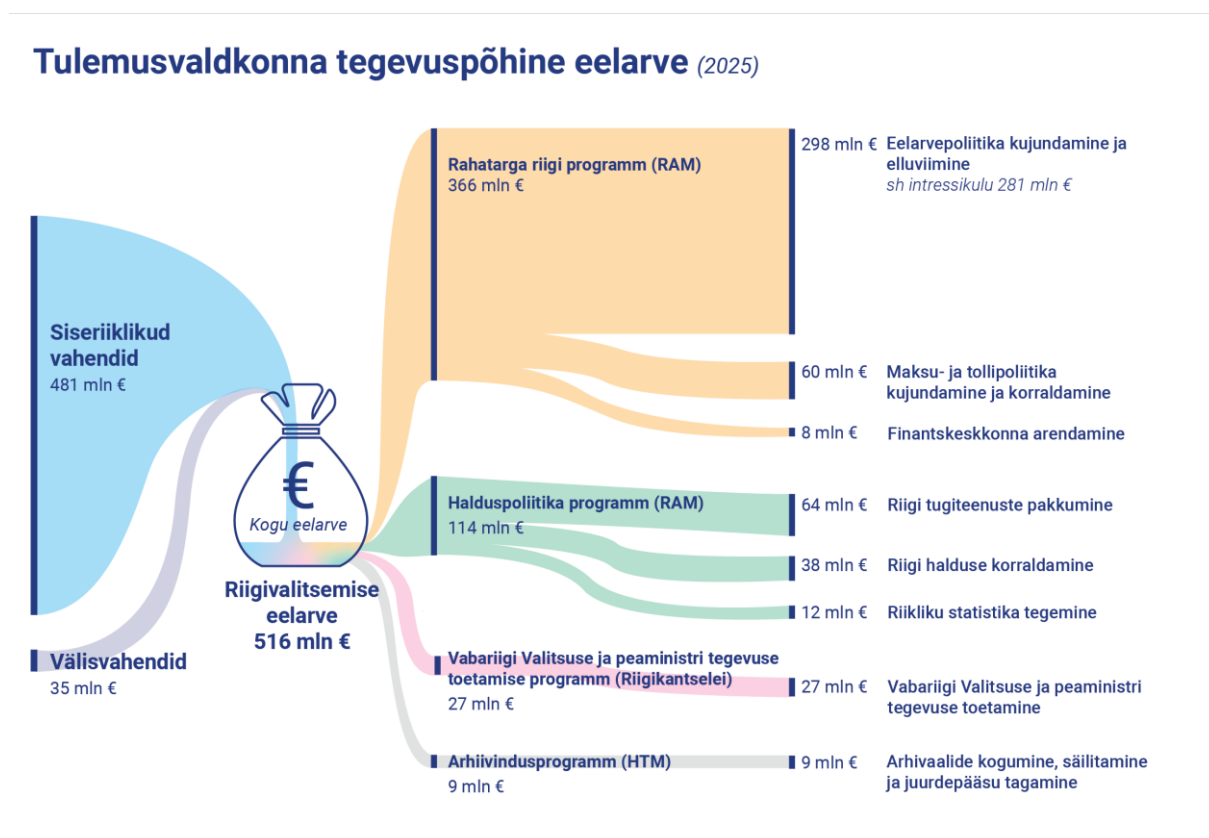 Tulemusvaldkonna tegevuspõhine eelarve (2025)
Siseriiklikud
vahendid
481 mln €
Välisvahendid
35 mln €
€
Kogu eelarve
Riigivalitsemise
eelarve
516 mln €
Rahatarga riigi programm (RAM)
366 mln €
298 mln € Eelarvepoliitika kujundamine ja
elluviimine
sh intressikulu 281 mln €
60 mln € Maksu- ja tollipoliitika
kujundamine ja korraldamine
8 mln € Finantskeskkonna arendamine
Halduspoliitika programm (RAM)
114 mln €
64 mln € Riigi tugiteenuste pakkumine
38 mln € Riigi halduse korraldamine
12 mln € Riikliku statistika tegemine
Vabariigi Valitsuse ja peaministri tegevuse
toetamise programm (Riigikantselei)
27 mln €
27 mln € Vabariigi Valitsuse ja peaministri
tegevuse toetamine
Arhiivindusprogramm (HTM)
9 mln €
9 mln € Arhivaalide kogumine, säilitamine
ja juurdepääsu tagamine